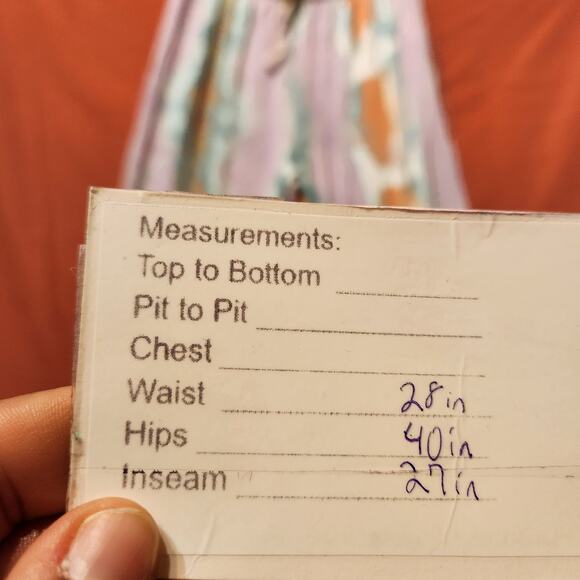 Measurements:
Top to Bottom
Pit to Pit
Chest
Waist 28in
Hips 40in
Inseam 27in